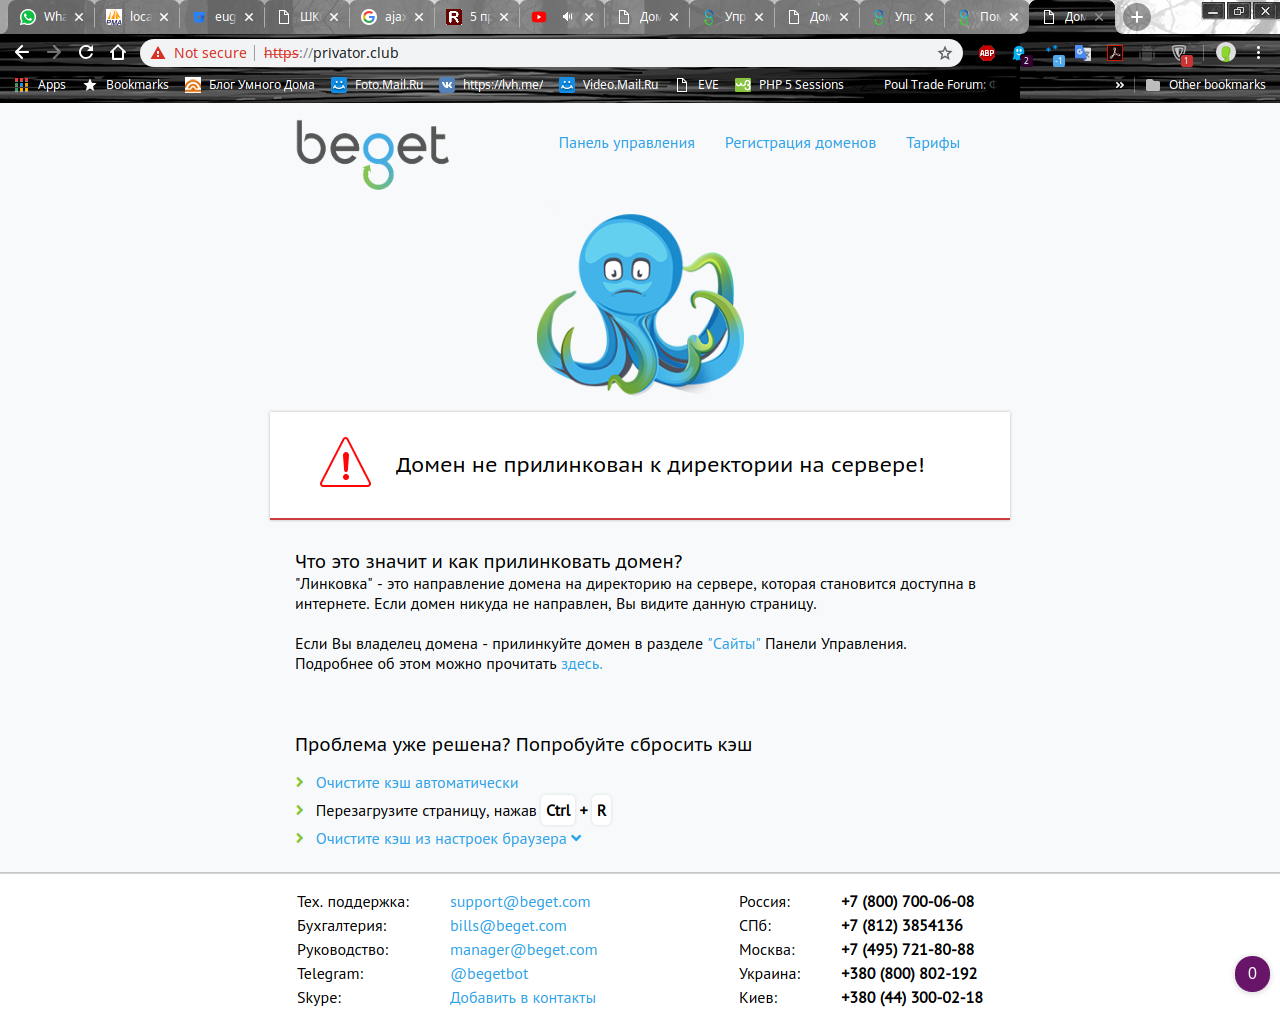 Wha
loca
eug
ШК
ajax
5 пр
Дом
Упр
Дом
Упр
Пом
Дом
Not secure | https://privator.club
ABP
2
-1
1
Apps
Bookmarks
Блог Умного Дома
Foto.Mail.Ru
https://lvh.me/
Video.Mail.Ru
EVE
PHP 5 Sessions
Poul Trade Forum:
»
Other bookmarks
beget
Панель управления
Регистрация доменов
Тарифы
Домен не прилинкован к директории на сервере!
Что это значит и как прилинковать домен?
"Линковка" - это направление домена на директорию на сервере, которая становится доступна в
интернете. Если домен никуда не направлен, Вы видите данную страницу.
Если Вы владелец домена - прилинкуйте домен в разделе "Сайты" Панели Управления.
Подробнее об этом можно прочитать здесь.
Проблема уже решена? Попробуйте сбросить кэш
Очистите кэш автоматически
Перезагрузите страницу, нажав Ctrl + R
Очистите кэш из настроек браузера
Тех. поддержка: support@beget.com
Бухгалтерия: bills@beget.com
Руководство: manager@beget.com
Telegram: @begetbot
Skype: Добавить в контакты
Россия: +7 (800) 700-06-08
СПб: +7 (812) 3854136
Москва: +7 (495) 721-80-88
Украина: +380 (800) 802-192
Киев: +380 (44) 300-02-18
0